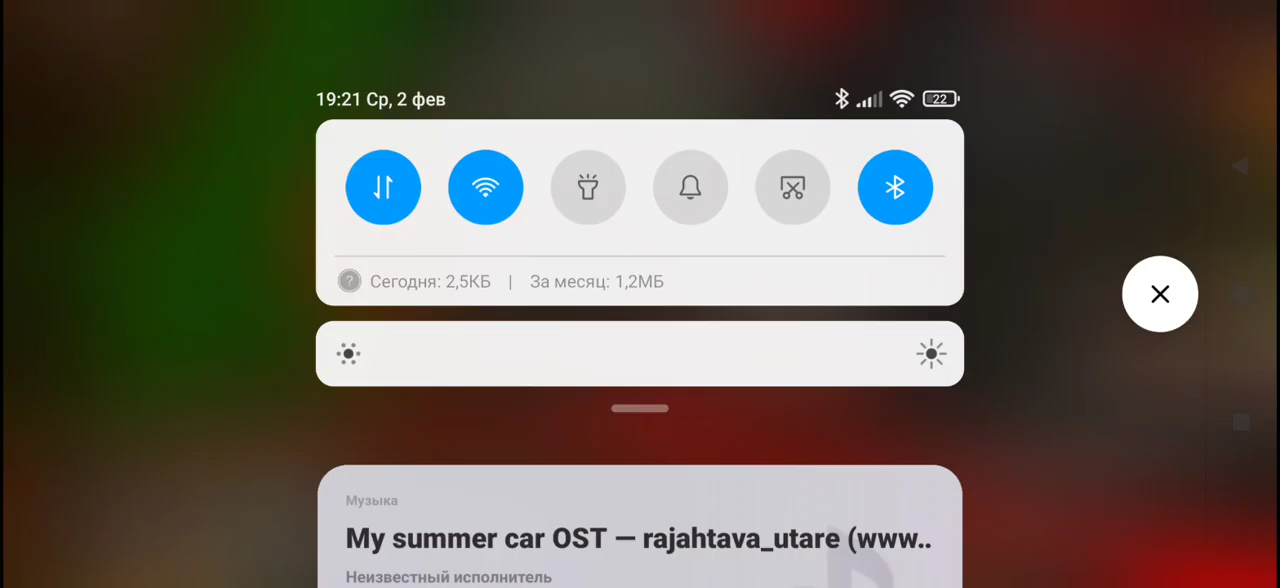 19:21 Ср, 2 фев
22
Сегодня: 2,5КБ | За месяц: 1,2МБ
Музыка
My summer car OST — rajahtava_utare (www..
Неизвестный исполнитель